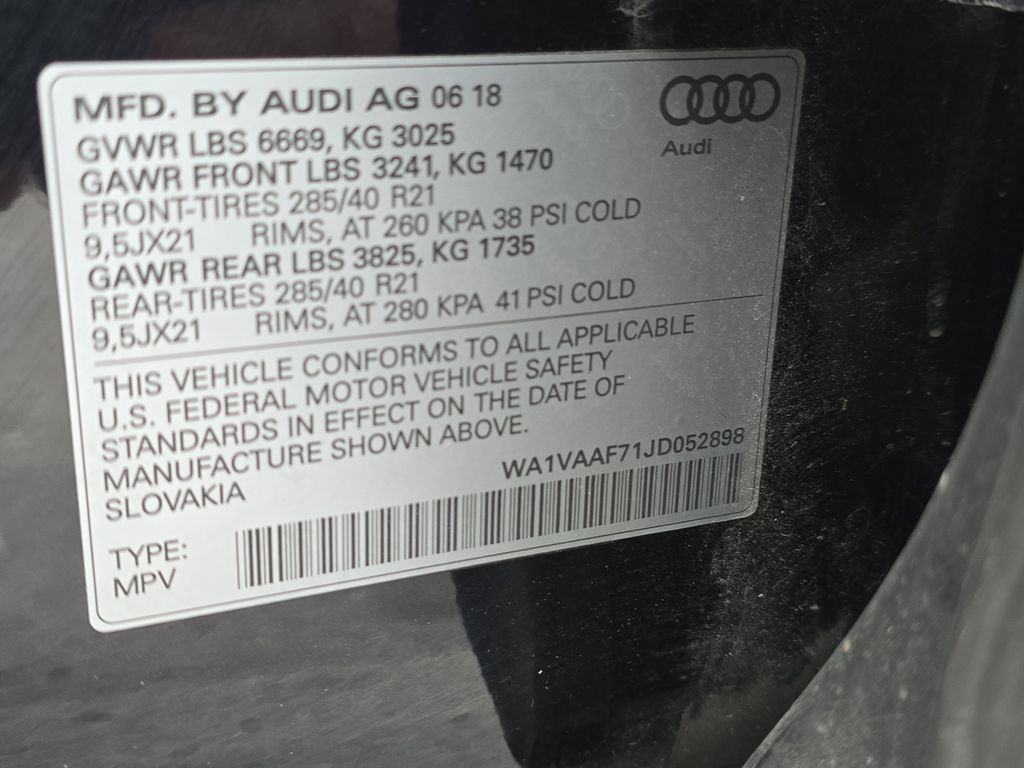 MFD. BY AUDI AG 06 18
Audi
GVWR LBS 6669, KG 3025
GAWR FRONT LBS 3241, KG 1470
FRONT-TIRES 285/40 R21
9,5JX21 RIMS, AT 260 KPA 38 PSI COLD
GAWR REAR LBS 3825, KG 1735
REAR-TIRES 285/40 R21
9,5JX21 RIMS, AT 280 KPA 41 PSI COLD
THIS VEHICLE CONFORMS TO ALL APPLICABLE
U.S. FEDERAL MOTOR VEHICLE SAFETY
STANDARDS IN EFFECT ON THE DATE OF
MANUFACTURE SHOWN ABOVE.
SLOVAKIA WA1VAAF71JD052898
TYPE:
MPV